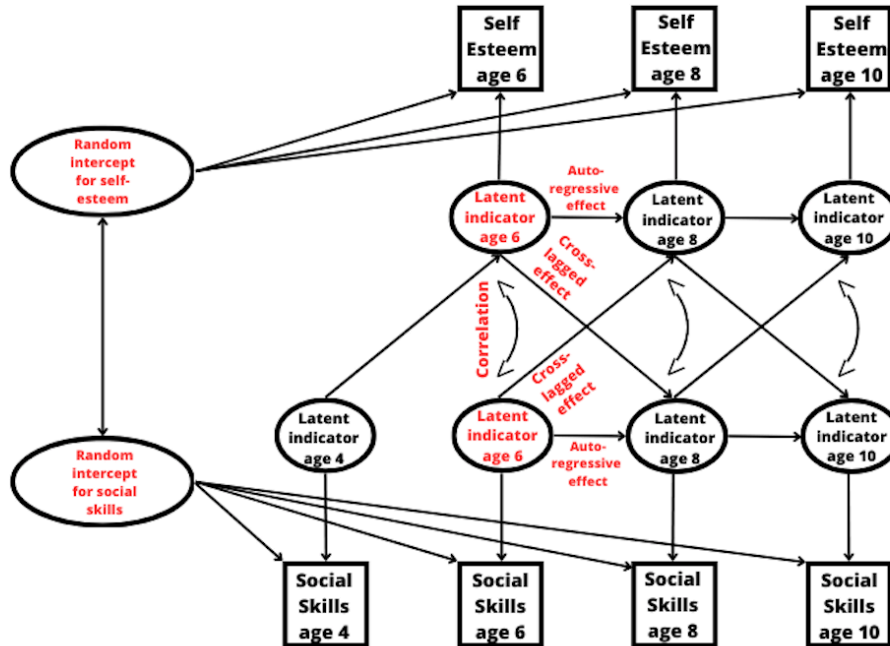 Self
Esteem
age 6
Self
Esteem
age 8
Self
Esteem
age 10
Random
intercept
for self-
esteem
Latent
indicator
age 6
Auto-
regressive
effect
Latent
indicator
age 8
Latent
indicator
age 10
Cross-
lagged
effect
Correlation
Cross-
lagged
effect
Latent
indicator
age 4
Latent
indicator
age 6
Auto-
regressive
effect
Latent
indicator
age 8
Latent
indicator
age 10
Random
intercept
for social
skills
Social
Skills
age 4
Social
Skills
age 6
Social
Skills
age 8
Social
Skills
age 10